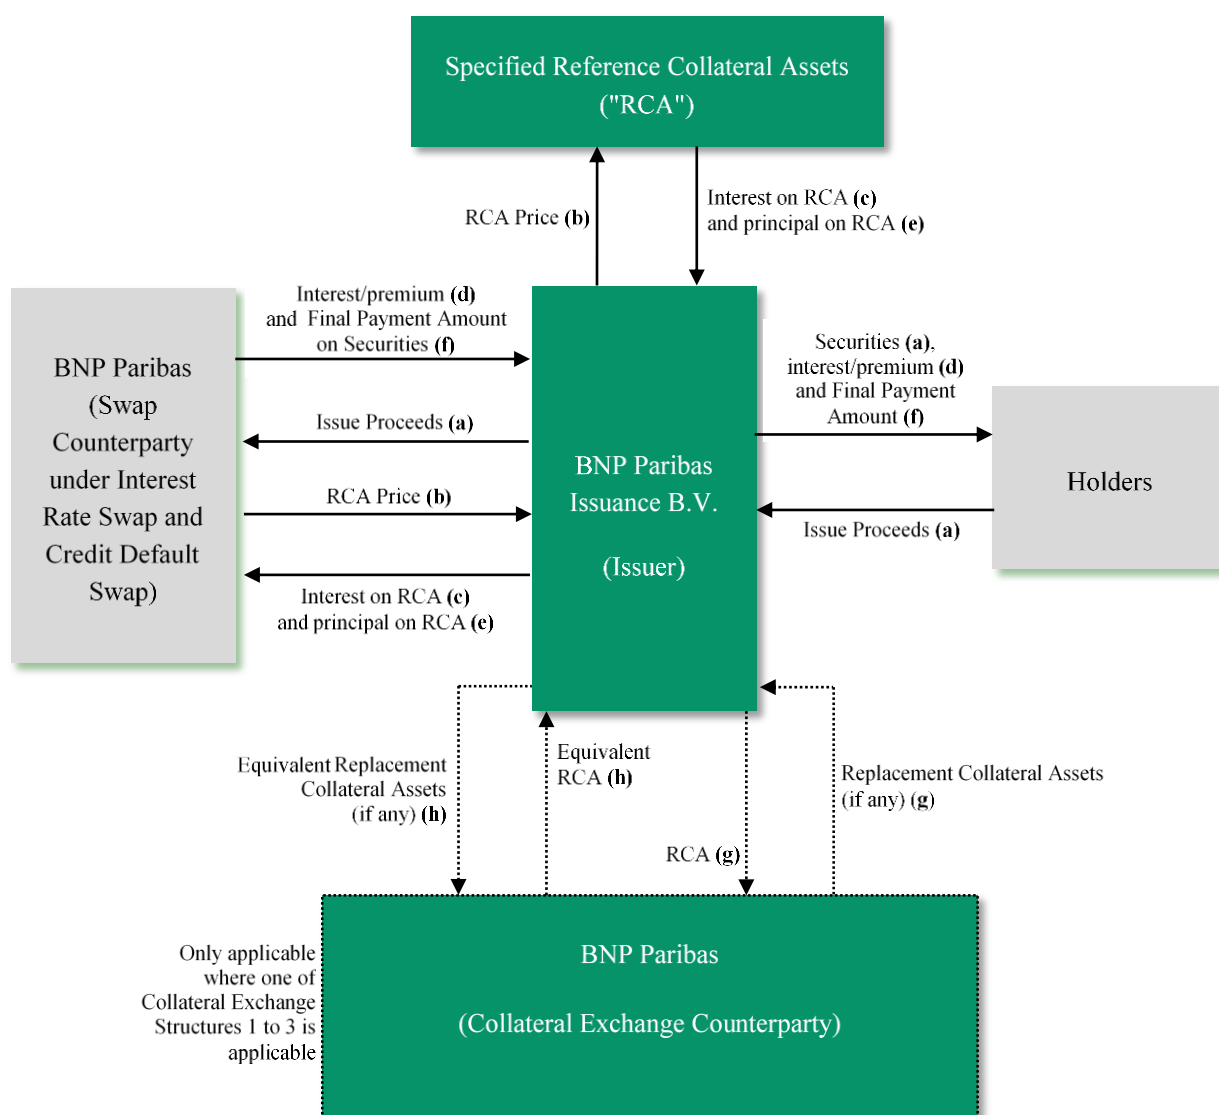 Specified Reference Collateral Assets
("RCA")
RCA Price (b)
Interest on RCA (c)
and principal on RCA (e)
Interest/premium (d)
and Final Payment Amount
on Securities (f)
Issue Proceeds (a)
RCA Price (b)
Interest on RCA (c)
and principal on RCA (e)
BNP Paribas
(Swap
Counterparty
under Interest
Rate Swap and
Credit Default
Swap)
BNP Paribas
Issuance B.V.
(Issuer)
Securities (a),
interest/premium (d)
and Final Payment
Amount (f)
Issue Proceeds (a)
Holders
Equivalent Replacement
Collateral Assets
(if any) (h)
Equivalent
RCA (h)
RCA (g)
Replacement Collateral Assets
(if any) (g)
Only applicable
where one of
Collateral Exchange
Structures 1 to 3 is
applicable
BNP Paribas
(Collateral Exchange Counterparty)